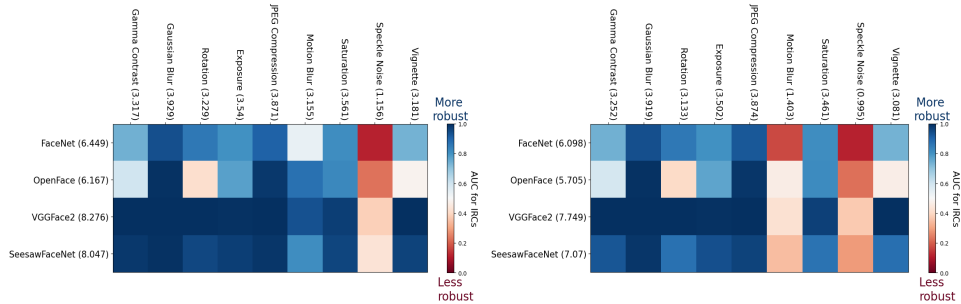 Gamma Contrast (3.317)
Gaussian Blur (3.929)
Rotation (3.229)
Exposure (3.54)
JPEG Compression (3.871)
Motion Blur (3.155)
Saturation (3.561)
Speckle Noise (1.156)
Vignette (3.181)
FaceNet (6.449)
OpenFace (6.167)
VGGFace2 (8.276)
SeesawFaceNet (8.047)
More
robust
1.0
0.8
0.6
0.4
0.2
0.0
AUC for IRCs
Less
robust
Gamma Contrast (3.252)
Gaussian Blur (3.919)
Rotation (3.133)
Exposure (3.502)
JPEG Compression (3.874)
Motion Blur (1.403)
Saturation (3.461)
Speckle Noise (0.995)
Vignette (3.081)
FaceNet (6.098)
OpenFace (5.705)
VGGFace2 (7.749)
SeesawFaceNet (7.07)
More
robust
1.0
0.8
0.6
0.4
0.2
0.0
AUC for IRCs
Less
robust